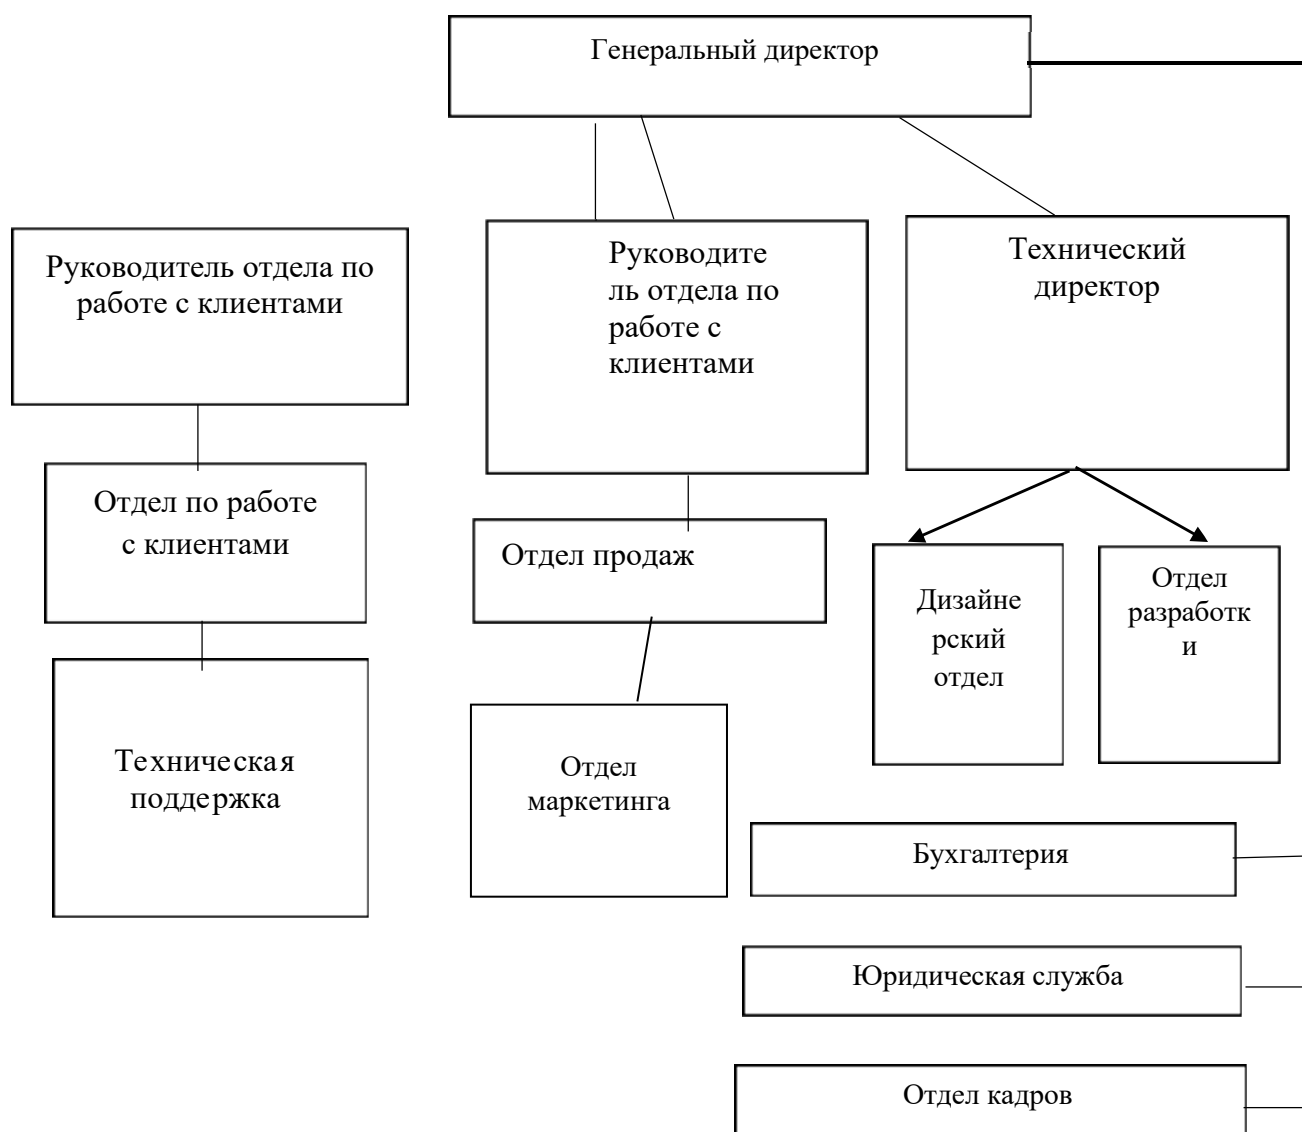 Генеральный директор
Руководитель отдела по
работе с клиентами
Руководите
ль отдела по
работе с
клиентами
Технический
директор
Отдел по работе
с клиентами
Отдел продаж
Дизайне
рский
отдел
Отдел
разработк
и
Техническая
поддержка
Отдел
маркетинга
Бухгалтерия
Юридическая служба
Отдел кадров